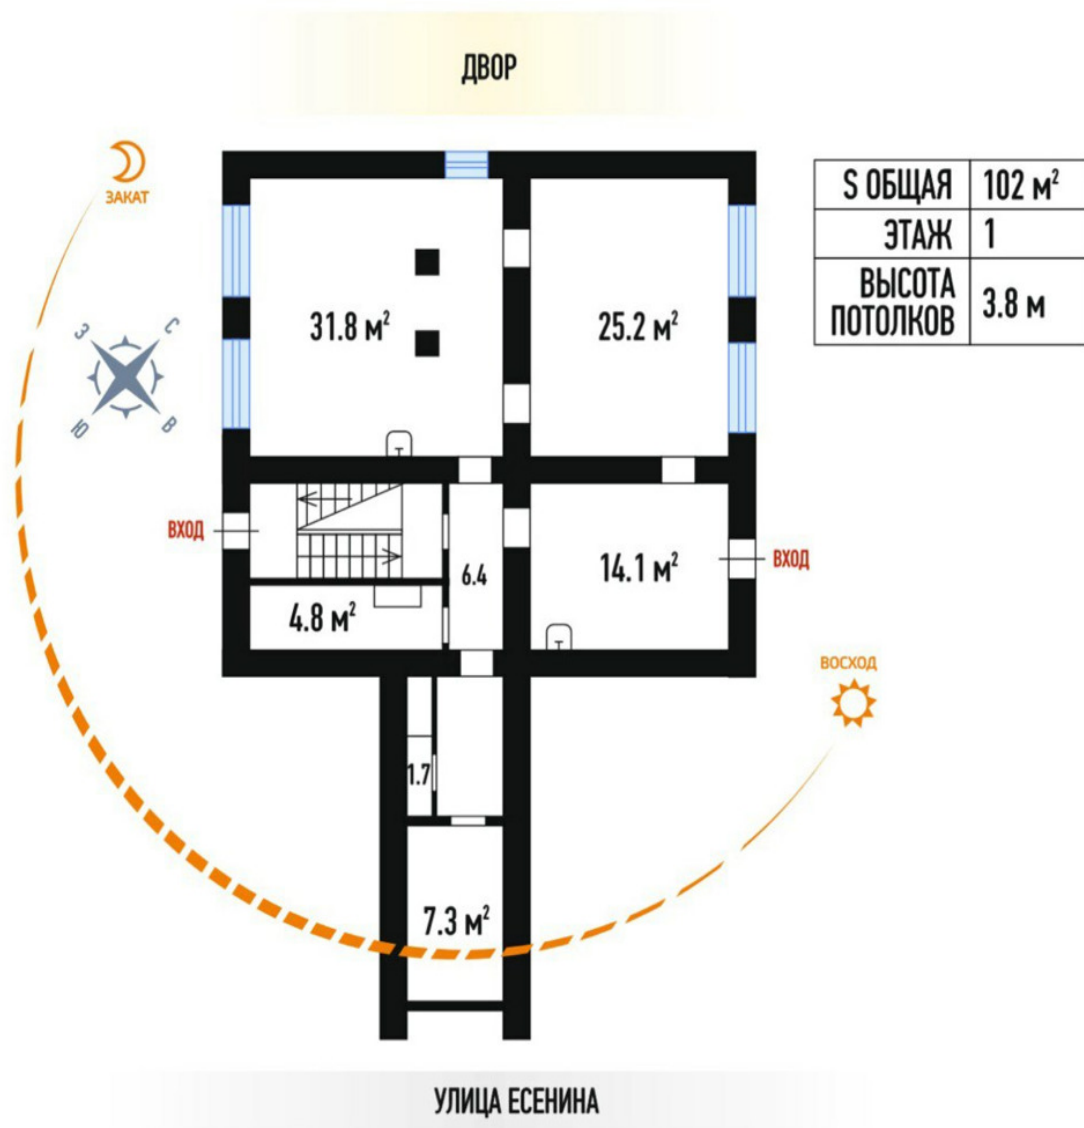 ДВОР
ЗАКАТ
S ОБЩАЯ 102 м²
ЭТАЖ 1
ВЫСОТА
ПОТОЛКОВ 3.8 м
З
С
Ю
В
31.8 м²
25.2 м²
Т
ВХОД
6.4
14.1 м²
ВХОД
4.8 м²
Т
ВОСХОД
1.7
7.3 м²
УЛИЦА ЕСЕНИНА